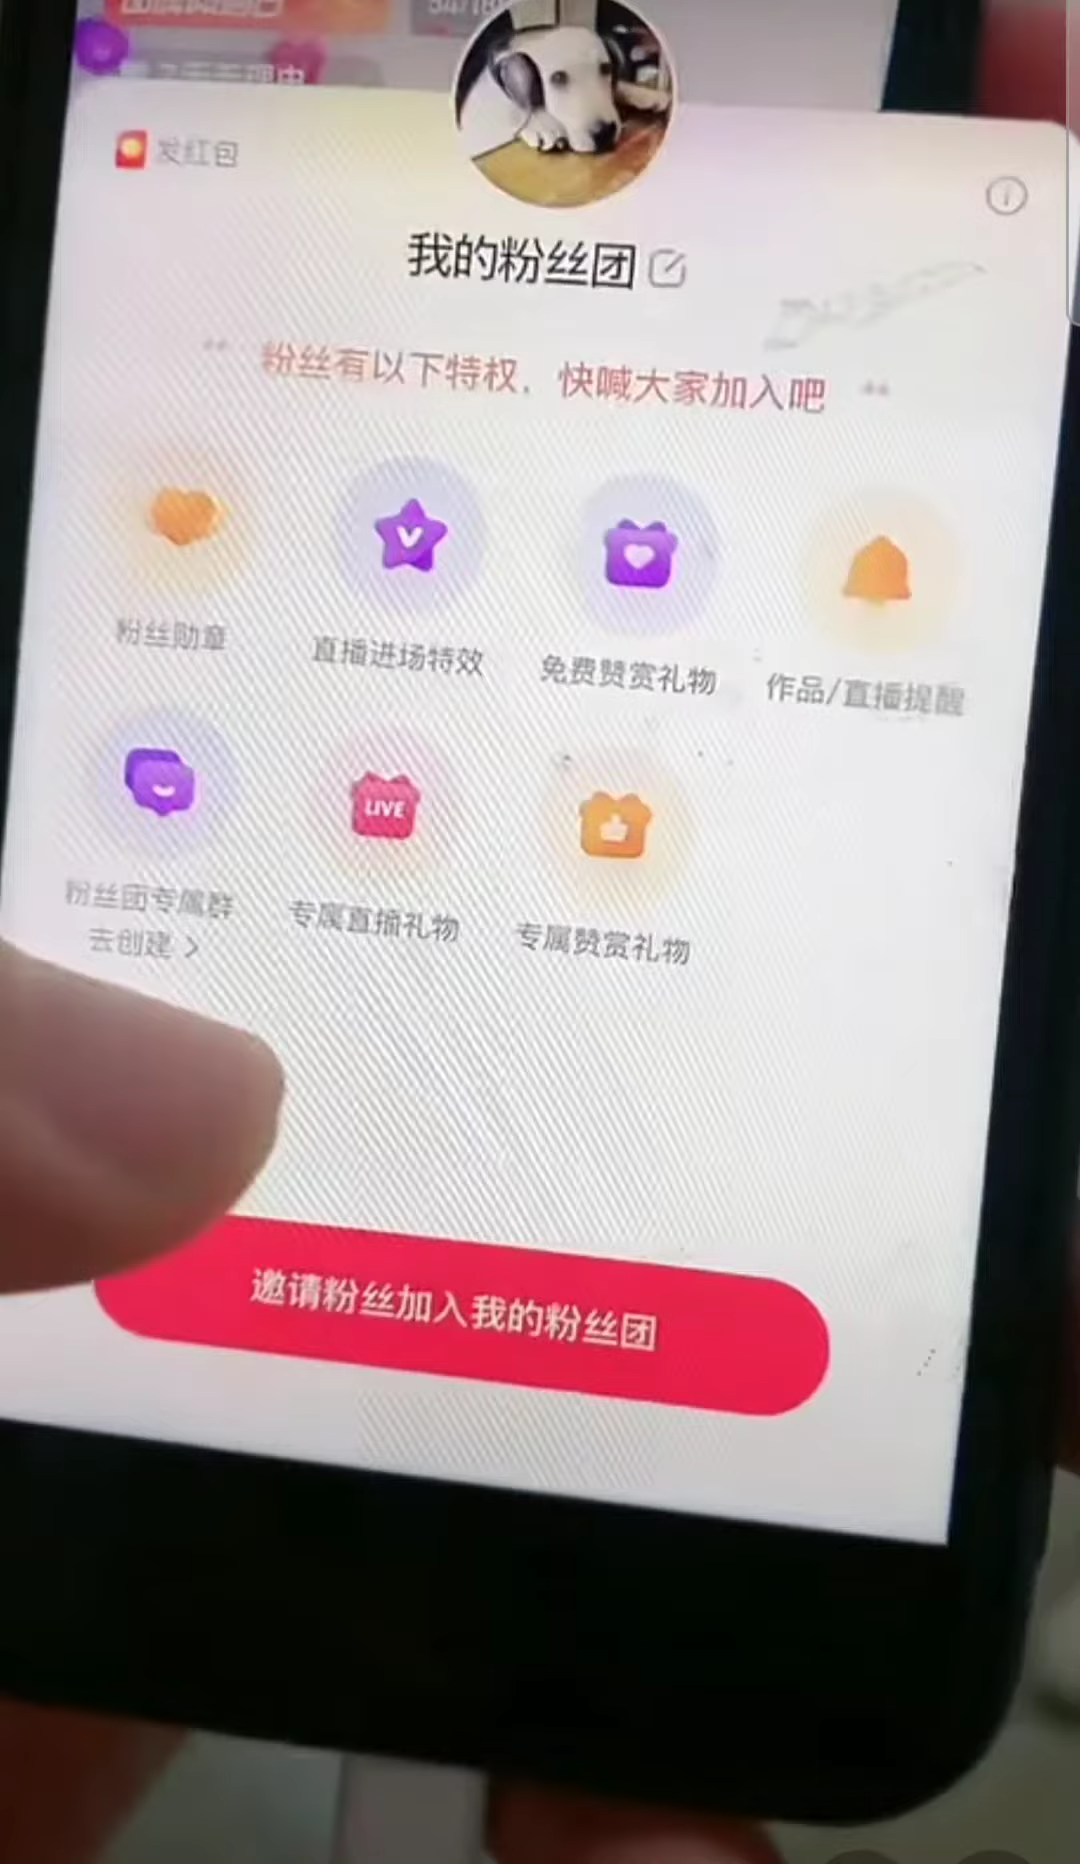 发红包
我的粉丝团
粉丝有以下特权，快喊大家加入吧
粉丝勋章
直播进场特效
免费赞赏礼物
作品/直播提醒
粉丝团专属群
去创建 >
专属直播礼物
LIVE
专属赞赏礼物
邀请粉丝加入我的粉丝团